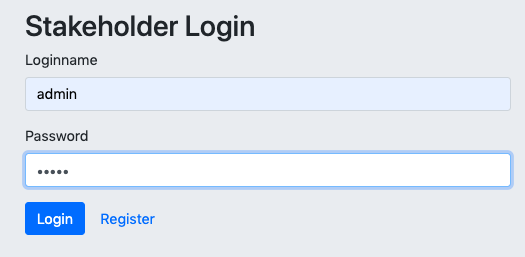 Stakeholder Login
Loginname
admin
Password
•••••
Login Register